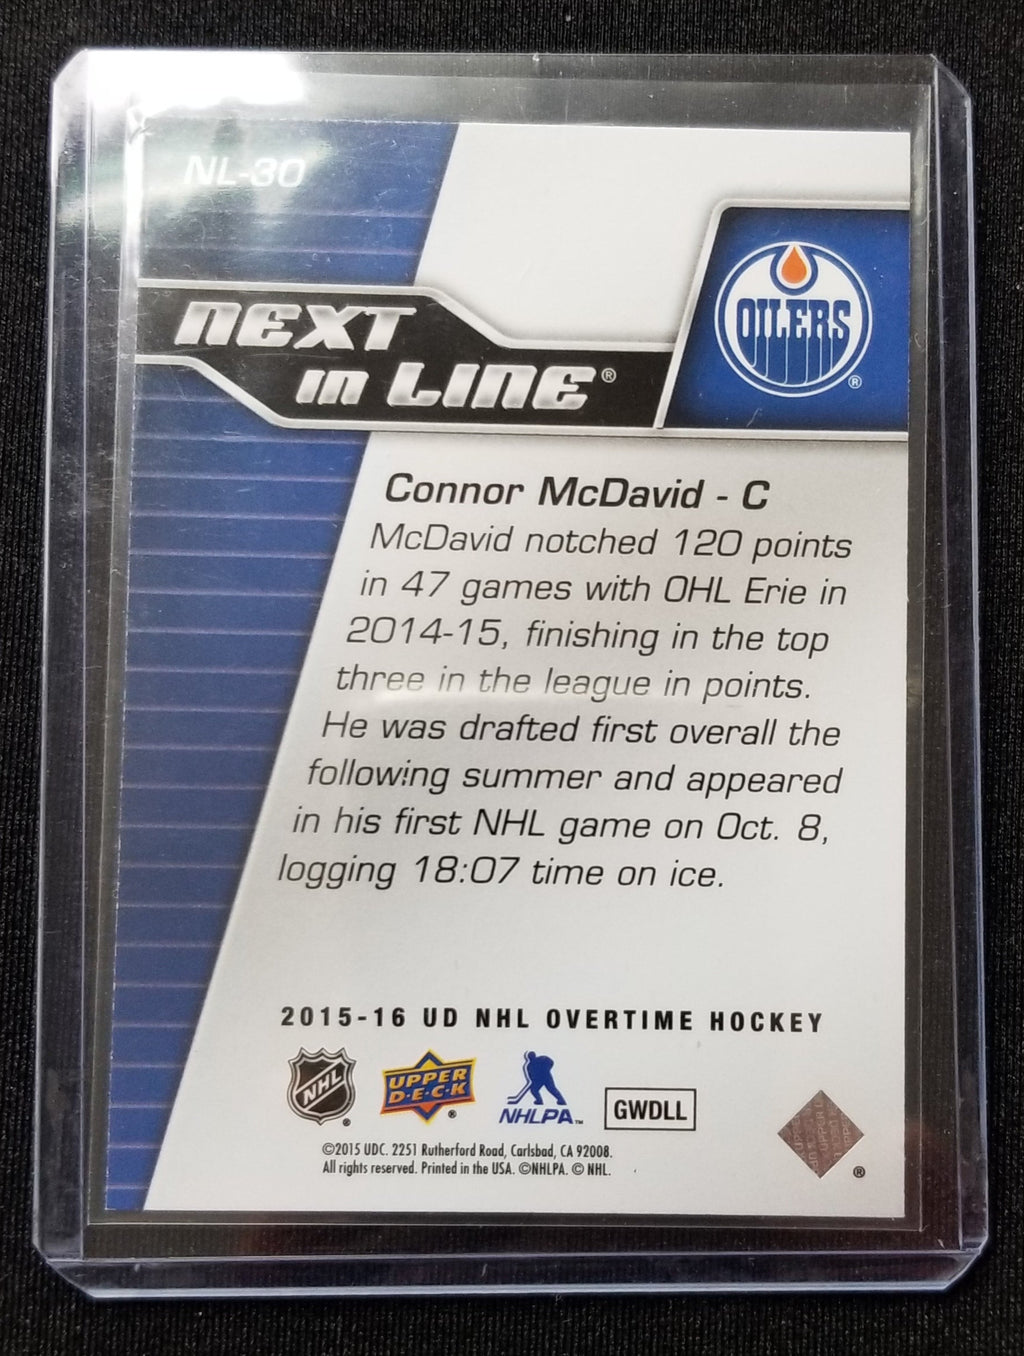 NL-30
NEXT
IN LINE®
OILERS
®
Connor McDavid - C
McDavid notched 120 points
in 47 games with OHL Erie in
2014-15, finishing in the top
three in the league in points.
He was drafted first overall the
following summer and appeared
in his first NHL game on Oct. 8,
logging 18:07 time on ice.
2015-16 UD NHL OVERTIME HOCKEY
NHL ® UPPER DECK ® NHLPA™ GWDLL
©2015 UDC. 2251 Rutherford Road, Carlsbad, CA 92008.
All rights reserved. Printed in the USA. ©NHLPA. © NHL.
®